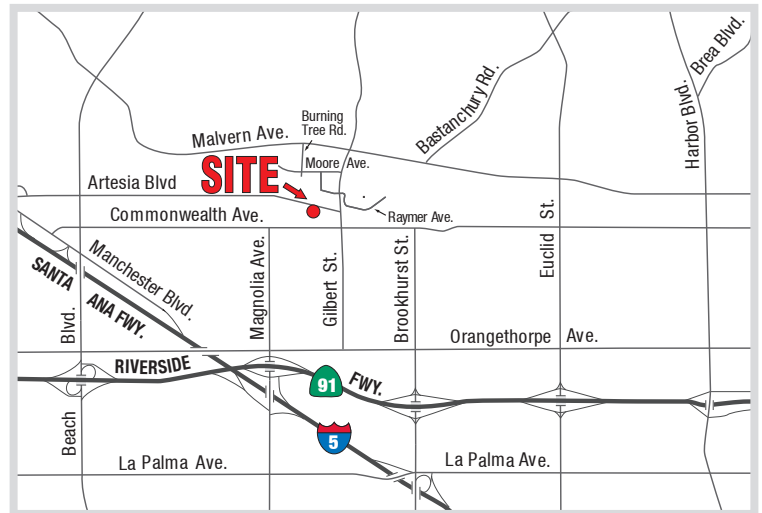 Brea Blvd.
Harbor Blvd.
Bastanchury Rd.
Burning
Tree Rd.
Malvern Ave.
Moore Ave.
SITE
Artesia Blvd
Commonwealth Ave.
Raymer Ave.
Euclid St.
Manchester Blvd.
SANTA ANA FWY.
Magnolia Ave.
Gilbert St.
Brookhurst St.
Orangethorpe Ave.
RIVERSIDE 91 FWY.
5
Beach Blvd.
La Palma Ave.
La Palma Ave.